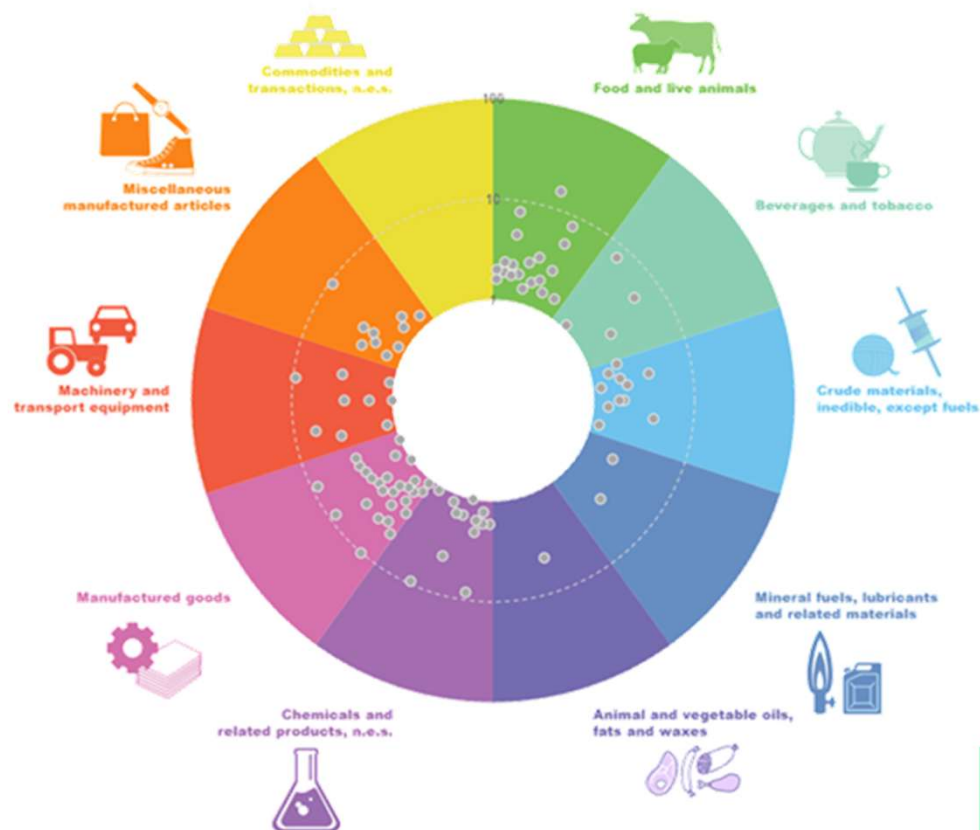 Commodities and
transactions, n.e.s.
Food and live animals
100
Miscellaneous
manufactured articles
10
Beverages and tobacco
1
Machinery and
transport equipment
Crude materials,
inedible, except fuels
Manufactured goods
Mineral fuels, lubricants
and related materials
Chemicals and
related products, n.e.s.
Animal and vegetable oils,
fats and waxes